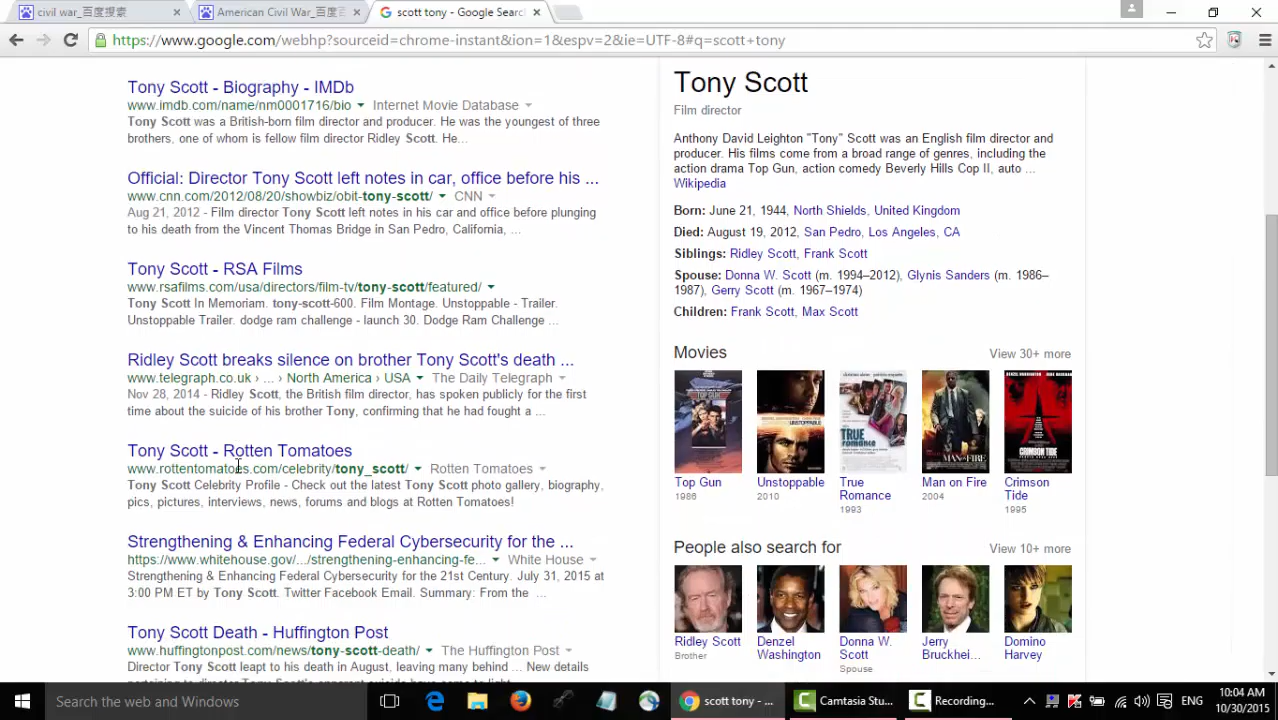 civil war_百度搜索
American Civil War_百度百
scott tony - Google Search
https://www.google.com/webhp?sourceid=chrome-instant&ion=1&espv=2&ie=UTF-8#q=scott+tony
Tony Scott - Biography - IMDb
www.imdb.com/name/nm0001716/bio Internet Movie Database
Tony Scott was a British-born film director and producer. He was the youngest of three
brothers, one of whom is fellow film director Ridley Scott. He...
Official: Director Tony Scott left notes in car, office before his ...
www.cnn.com/2012/08/20/showbiz/obit-tony-scott/ CNN
Aug 21, 2012 - Film director Tony Scott left notes in his car and office before plunging
to his death from the Vincent Thomas Bridge in San Pedro, California, ...
Tony Scott - RSA Films
www.rsafilms.com/usa/directors/film-tv/tony-scott/featured/
Tony Scott In Memoriam. tony-scott-600. Film Montage. Unstoppable - Trailer.
Unstoppable Trailer. dodge ram challenge - launch 30. Dodge Ram Challenge ...
Ridley Scott breaks silence on brother Tony Scott's death ...
www.telegraph.co.uk › ... › North America › USA The Daily Telegraph
Nov 28, 2014 - Ridley Scott, the British film director, has spoken publicly for the first
time about the suicide of his brother Tony, confirming that he had fought a ...
Tony Scott - Rotten Tomatoes
www.rottentomatoes.com/celebrity/tony_scott/ Rotten Tomatoes
Tony Scott Celebrity Profile - Check out the latest Tony Scott photo gallery, biography,
pics, pictures, interviews, news, forums and blogs at Rotten Tomatoes!
Strengthening & Enhancing Federal Cybersecurity for the ...
https://www.whitehouse.gov/.../strengthening-enhancing-fe... White House
Strengthening & Enhancing Federal Cybersecurity for the 21st Century. July 31, 2015 at
3:00 PM ET by Tony Scott. Twitter Facebook Email. Summary: From the ...
Tony Scott Death - Huffington Post
www.huffingtonpost.com/news/tony-scott-death/ The Huffington Post
Director Tony Scott leapt to his death in August, leaving many behind ... New details
Tony Scott
Film director
Anthony David Leighton "Tony" Scott was an English film director and
producer. His films come from a broad range of genres, including the
action drama Top Gun, action comedy Beverly Hills Cop II, auto ...
Wikipedia
Born: June 21, 1944, North Shields, United Kingdom
Died: August 19, 2012, San Pedro, Los Angeles, CA
Siblings: Ridley Scott, Frank Scott
Spouse: Donna W. Scott (m. 1994–2012), Glynis Sanders (m. 1986–
1987), Gerry Scott (m. 1967–1974)
Children: Frank Scott, Max Scott
Movies View 30+ more
TOP GUN
UNSTOPPABLE
TRUE
ROMANCE
MAN ON FIRE
CRIMSON
TIDE
Top Gun
1986
Unstoppable
2010
True
Romance
1993
Man on Fire
2004
Crimson
Tide
1995
People also search for View 10+ more
Ridley Scott
Brother
Denzel
Washington
Donna W.
Scott
Spouse
Jerry
Bruckhei...
Domino
Harvey
Search the web and Windows
scott tony - ...
Camtasia Stu...
Recording...
ENG
10:04 AM
10/30/2015